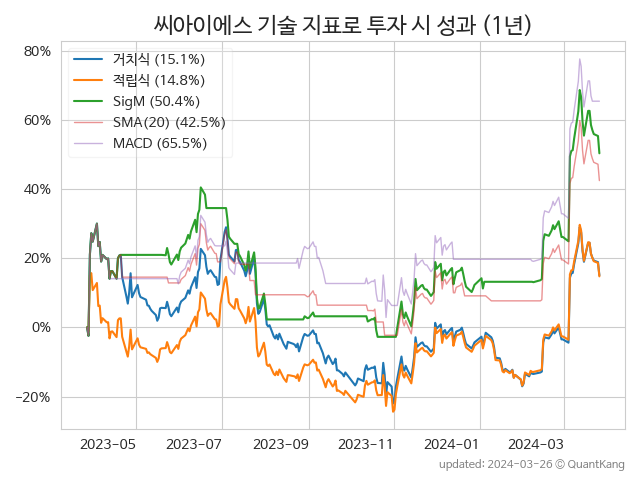 씨아이에스 기술 지표로 투자 시 성과 (1년)
80%
60%
40%
20%
0%
−20%
거치식 (15.1%)
적립식 (14.8%)
SigM (50.4%)
SMA(20) (42.5%)
MACD (65.5%)
2023-05
2023-07
2023-09
2023-11
2024-01
2024-03
updated: 2024-03-26 © QuantKang